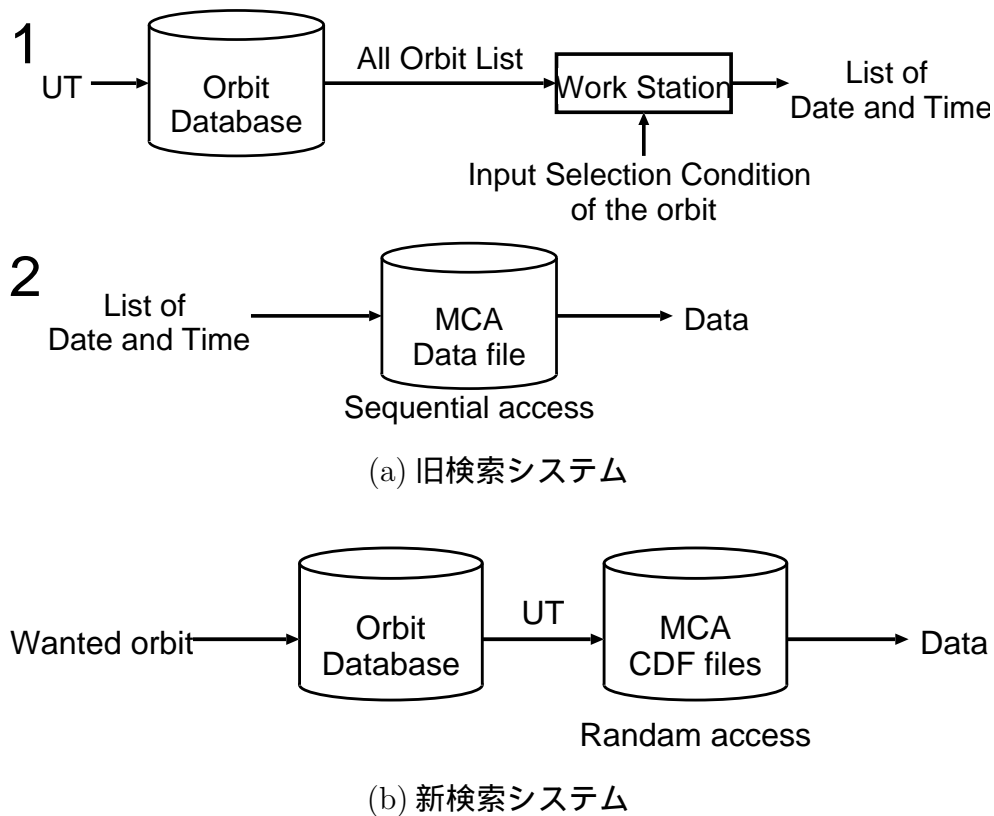 1
UT
Orbit
Database
All Orbit List
Work Station
List of
Date and Time
Input Selection Condition
of the orbit
2
List of
Date and Time
MCA
Data file
Data
Sequential access
(a) 旧検索システム
Wanted orbit
Orbit
Database
UT
MCA
CDF files
Data
Randam access
(b) 新検索システム